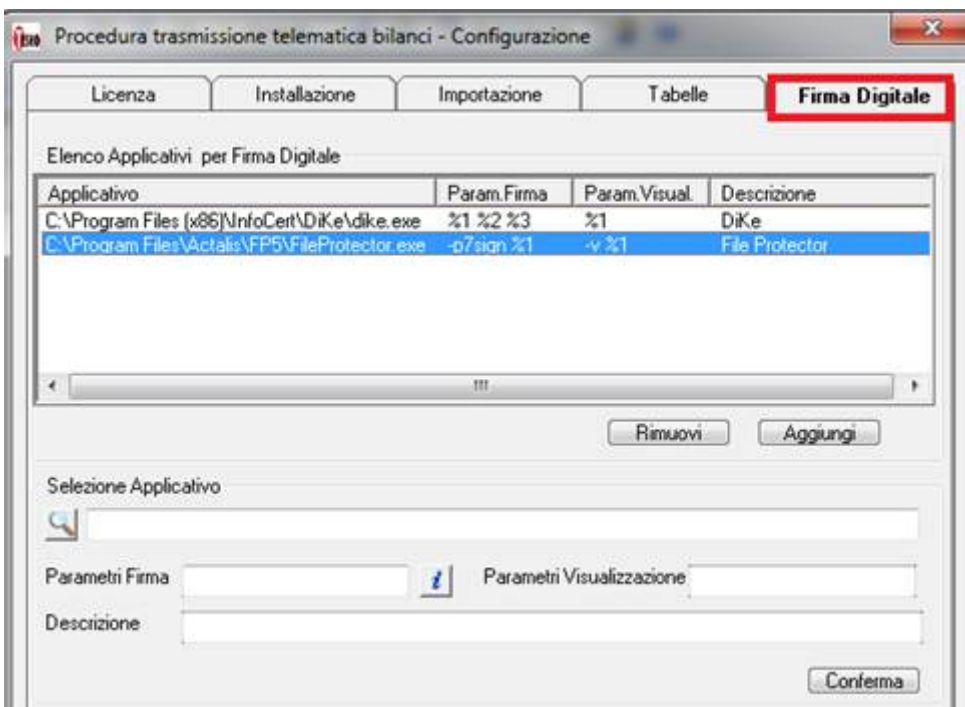 Procedura trasmissione telematica bilanci - Configurazione
Licenza Installazione Importazione Tabelle Firma Digitale
Elenco Applicativi per Firma Digitale
Applicativo Param.Firma Param.Visual. Descrizione
C:\Program Files (x86)\InfoCert\DiKe\dike.exe %1 %2 %3 %1 DiKe
C:\Program Files\Actalis\FP5\FileProtector.exe -p7sign %1 -v %1 File Protector
Rimuovi Aggiungi
Selezione Applicativo
Parametri Firma i Parametri Visualizzazione
Descrizione
Conferma